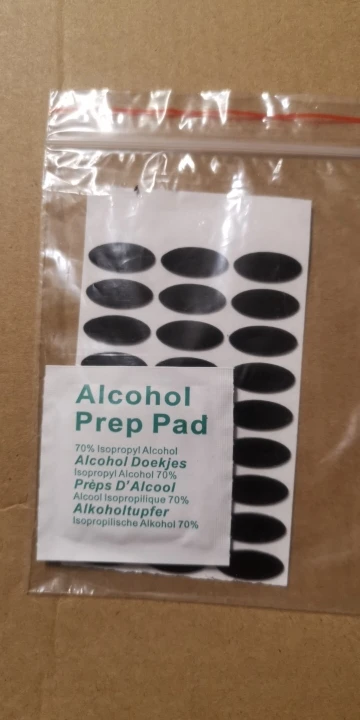 Alcohol
Prep Pad
70% Isopropyl Alcohol
Alcohol Doekjes
Isopropyl Alcohol 70%
Prèps D'Alcool
Alcool Isopropilique 70%
Alkoholtupfer
Isopropilische Alkohol 70%